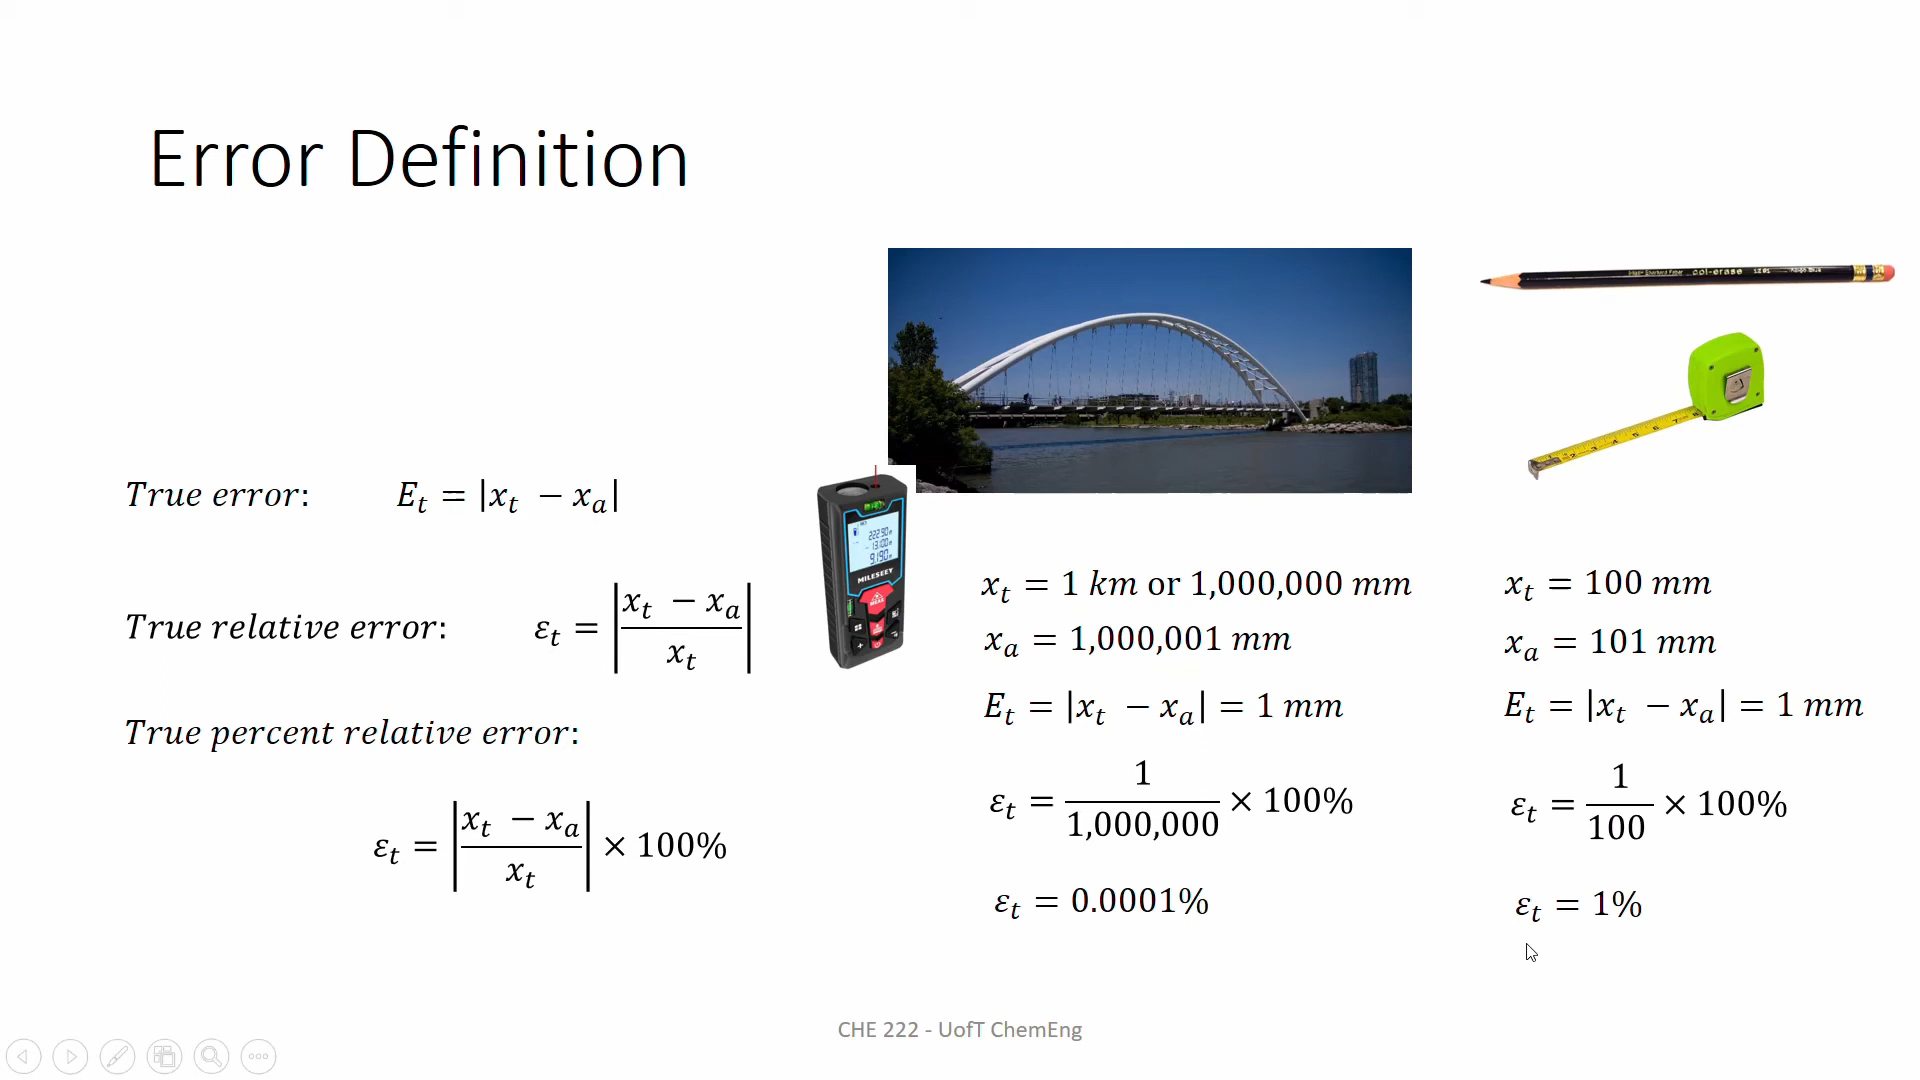 Error Definition
True error: E_t = |x_t − x_a|
True relative error: ε_t = |(x_t − x_a)/x_t|
True percent relative error:
ε_t = |(x_t − x_a)/x_t| × 100%
MILESEEY
x_t = 1 km or 1,000,000 mm
x_a = 1,000,001 mm
E_t = |x_t − x_a| = 1 mm
ε_t = 1/1,000,000 × 100%
ε_t = 0.0001%
col-erase
x_t = 100 mm
x_a = 101 mm
E_t = |x_t − x_a| = 1 mm
ε_t = 1/100 × 100%
ε_t = 1%
CHE 222 - UofT ChemEng